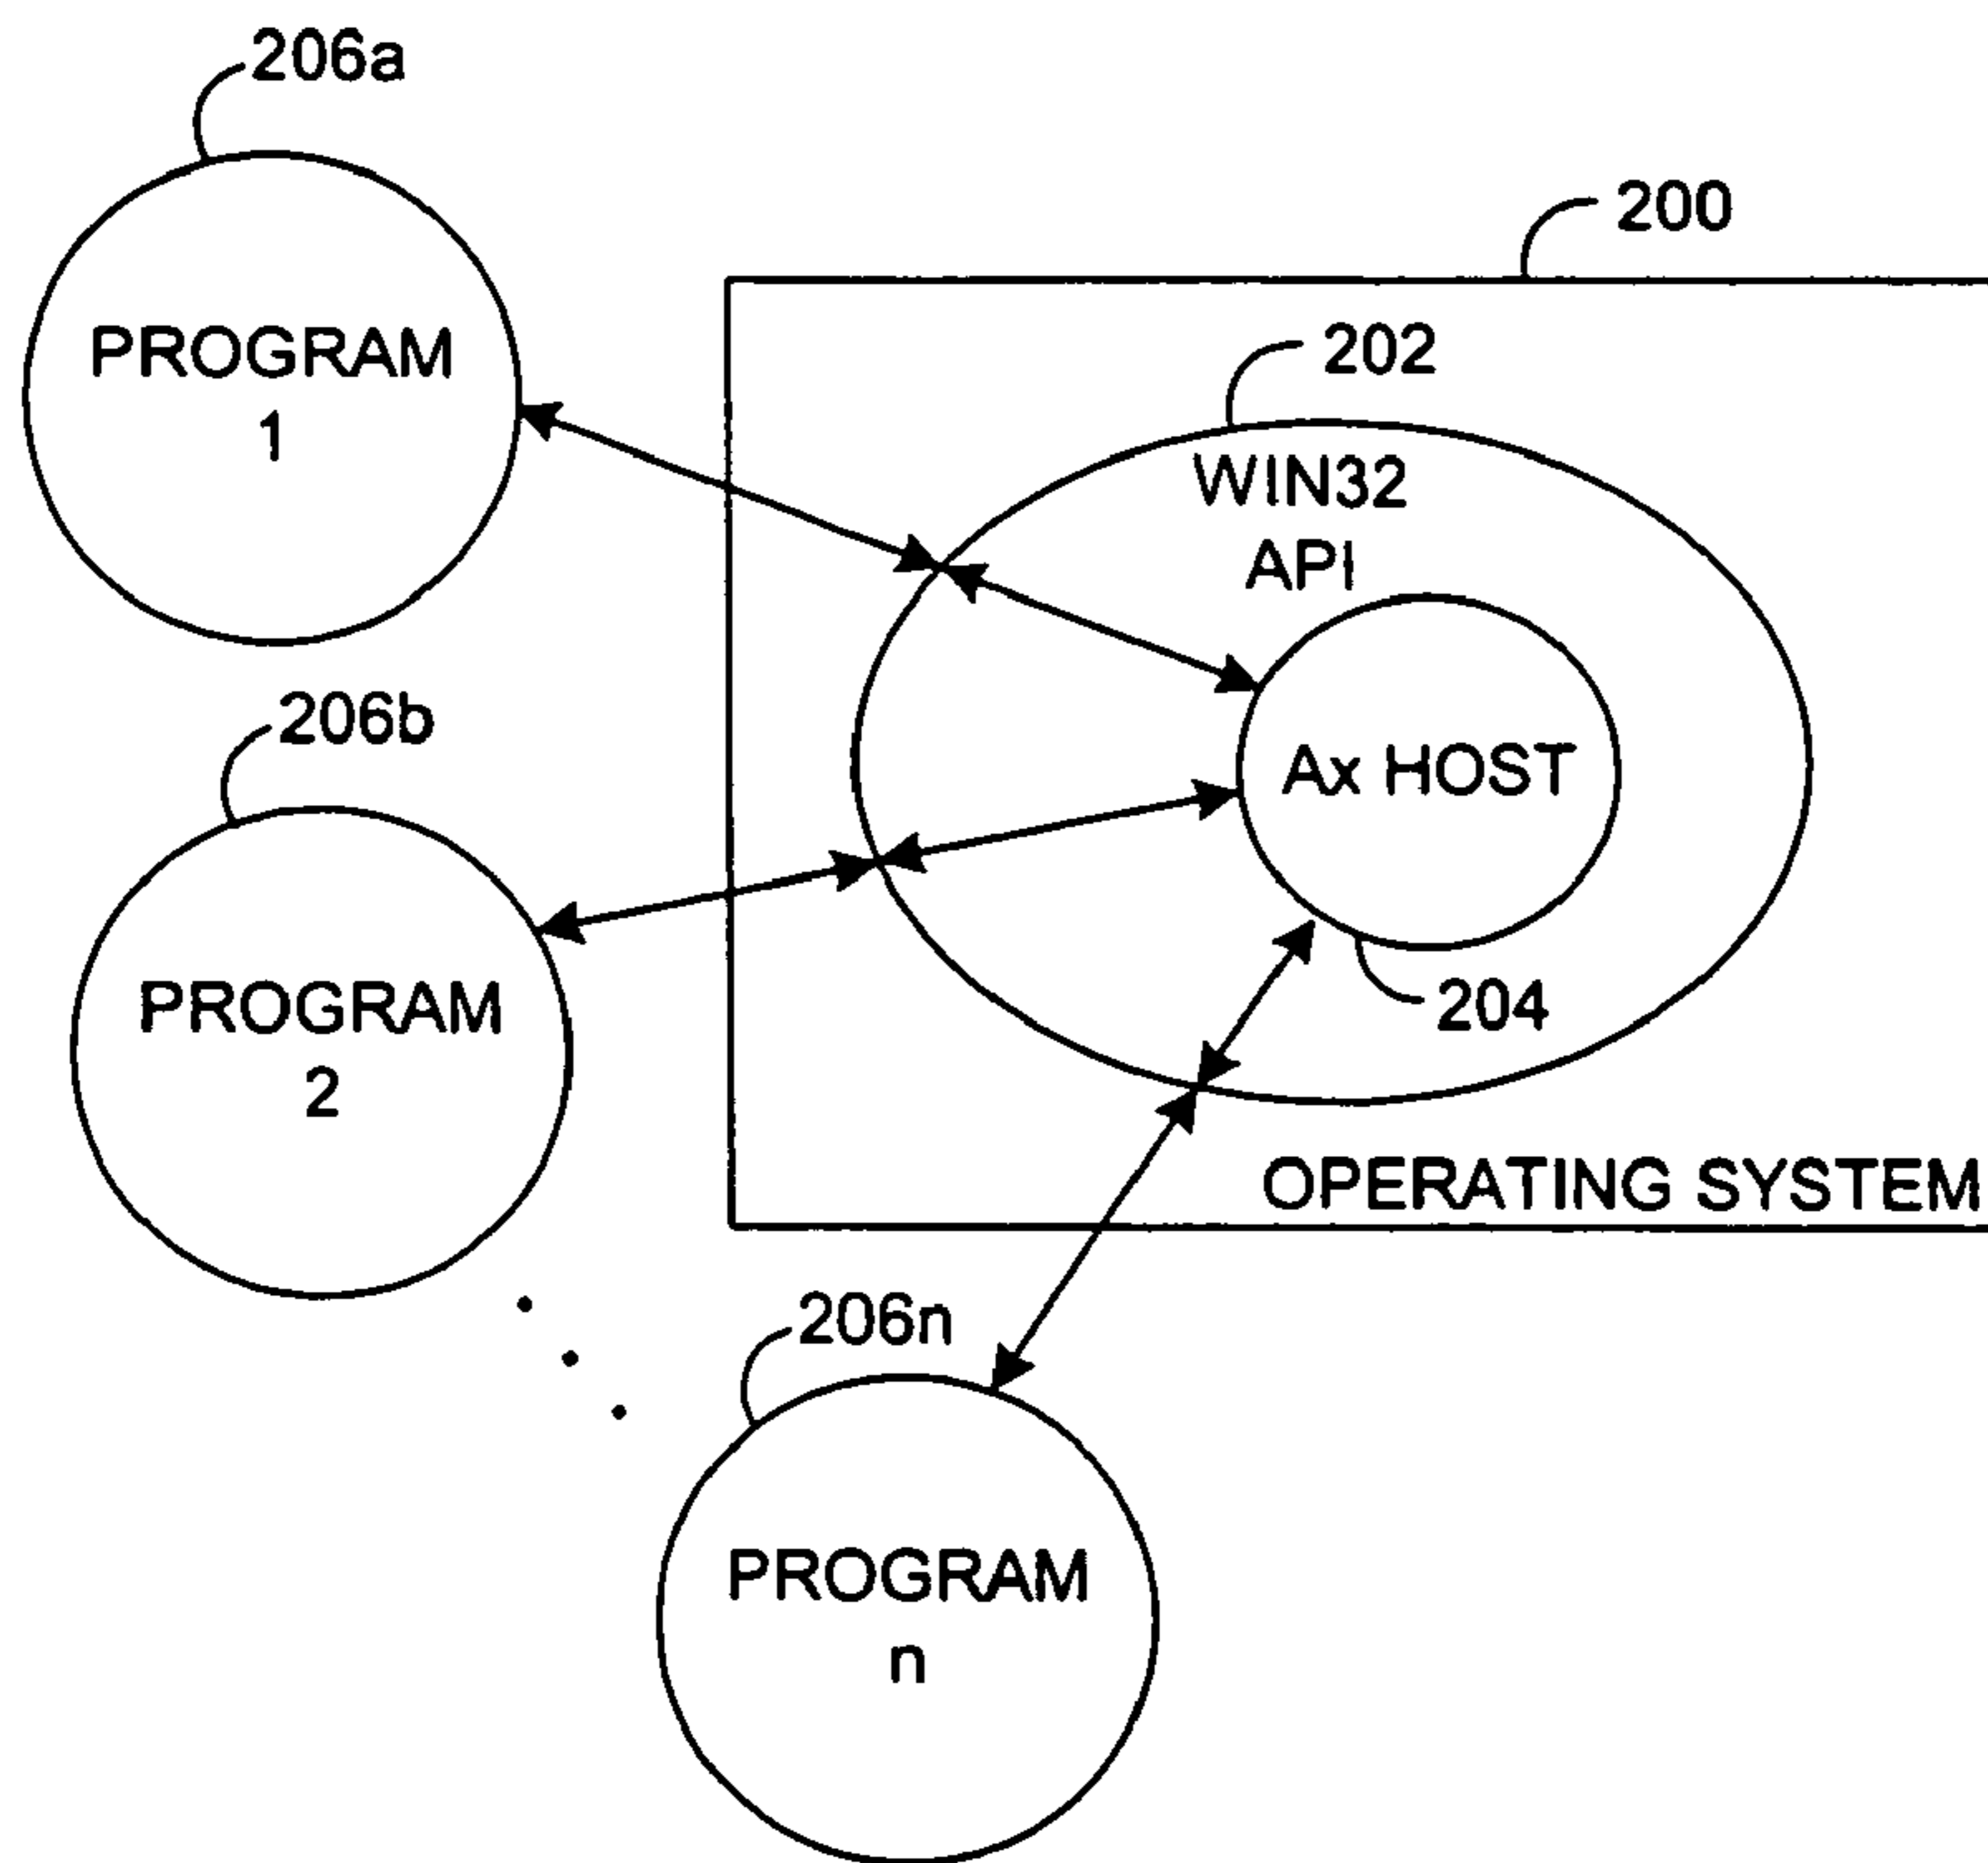 206a
200
PROGRAM
1
202
WIN32
API
206b
Ax HOST
PROGRAM
2
204
OPERATING SYSTEM
206n
PROGRAM
n